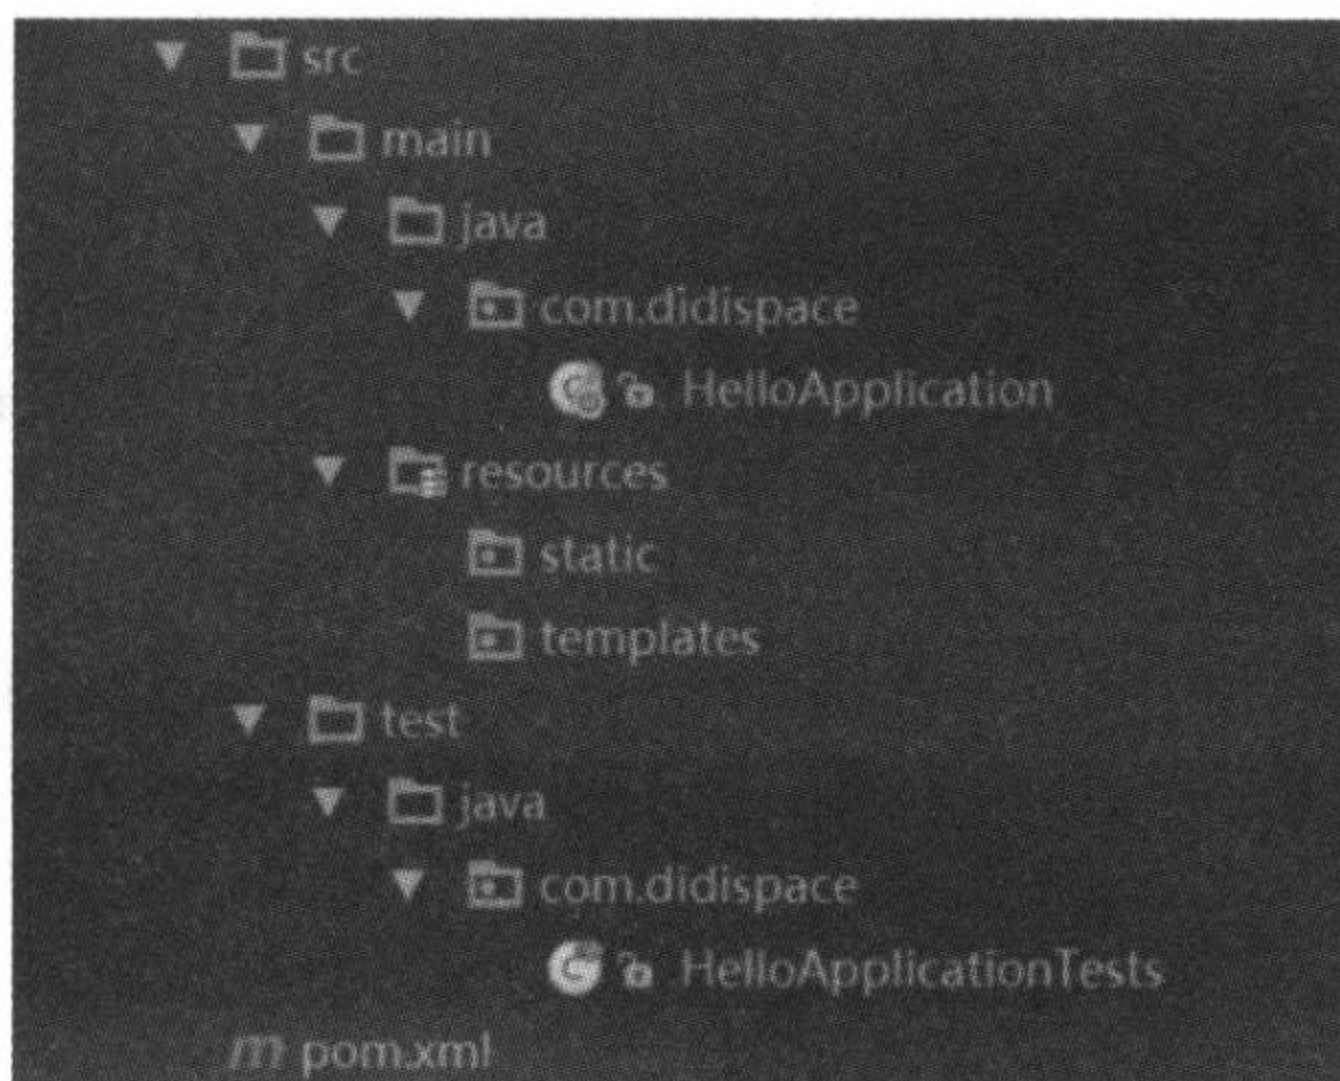 src
main
java
com.didispace
HelloApplication
resources
static
templates
test
java
com.didispace
HelloApplicationTests
m pom.xml